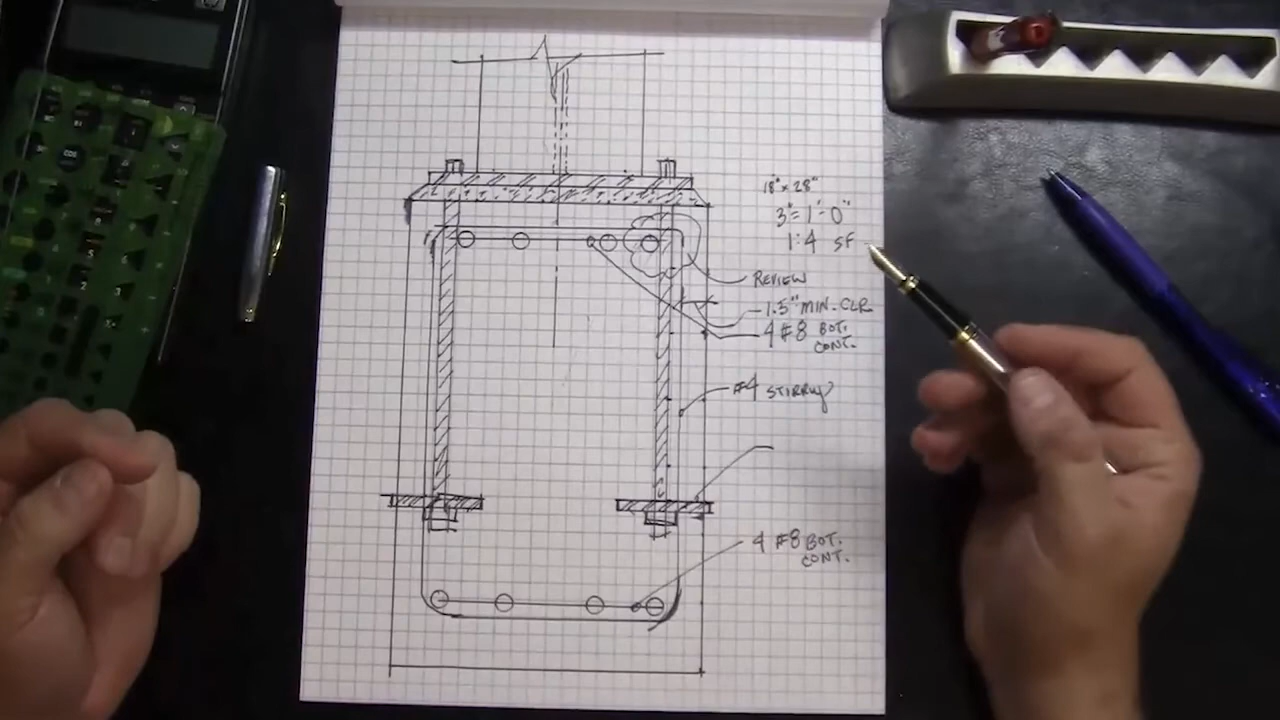 18" x 28"
3" = 1'-0"
1:4 SF
REVIEW
1.5" MIN. CLR
4 #8 BOT.
CONT.
#4 STIRRUP
4 #8 BOT.
CONT.